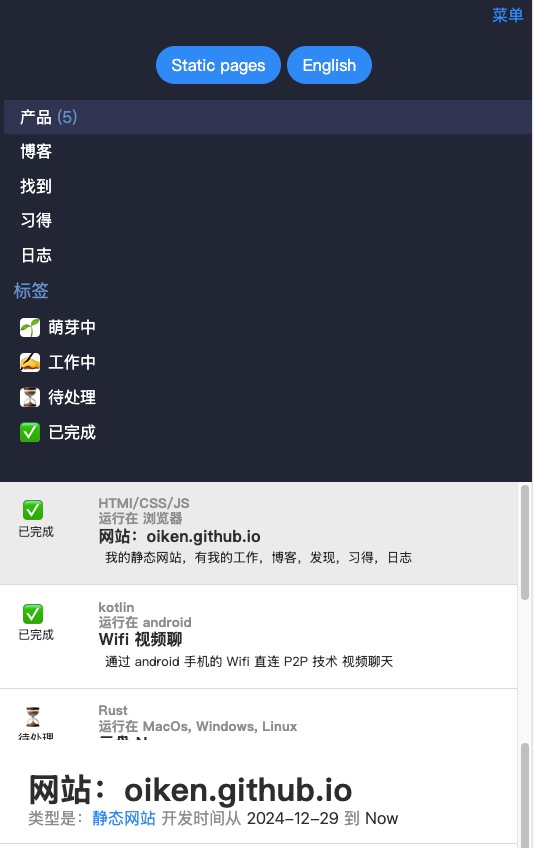 菜单
Static pages English
产品 (5)
博客
找到
习得
日志
标签
萌芽中
工作中
待处理
已完成
HTMl/CSS/JS
运行在 浏览器
已完成
网站：oiken.github.io
我的静态网站，有我的工作，博客，发现，习得，日志
kotlin
运行在 android
已完成
Wifi 视频聊
通过 android 手机的 Wifi 直连 P2P 技术 视频聊天
Rust
运行在 MacOs, Windows, Linux
待处理
网站：oiken.github.io
类型是：静态网站 开发时间从 2024-12-29 到 Now